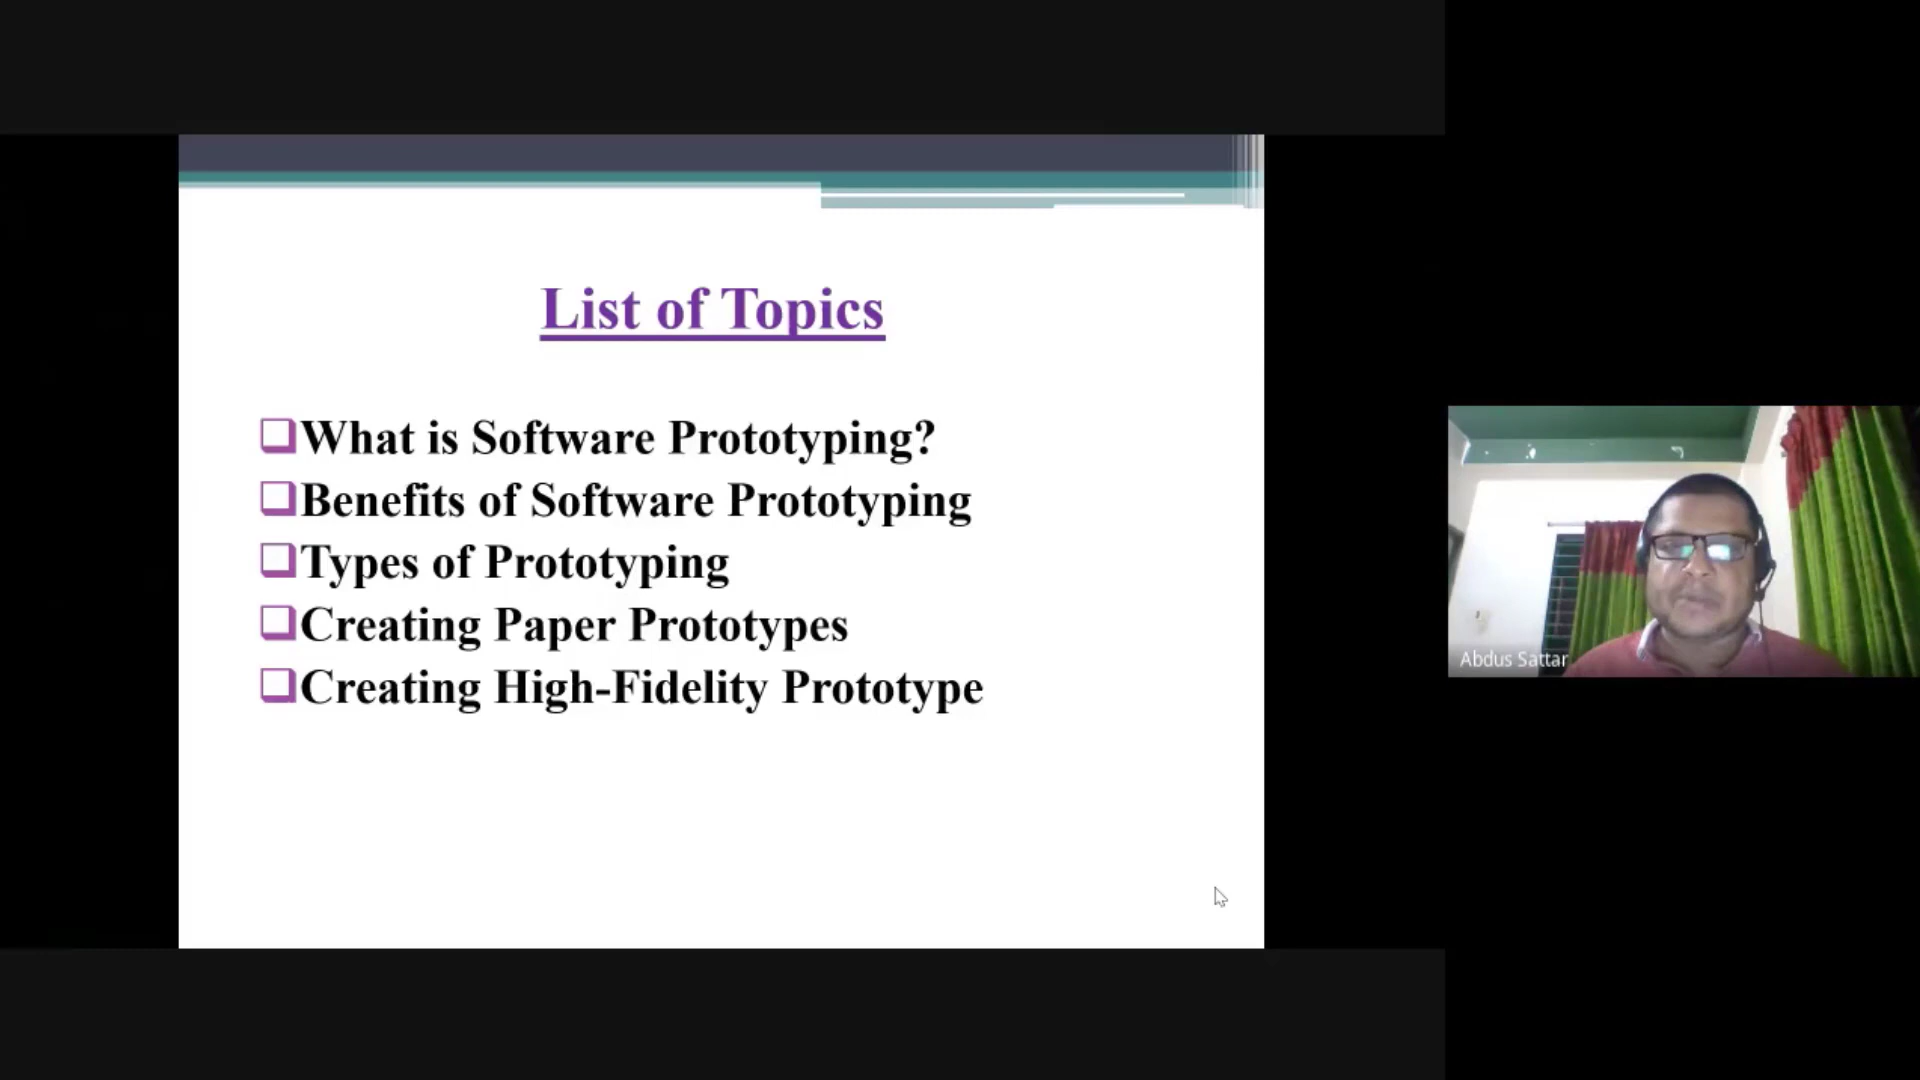 List of Topics
What is Software Prototyping?
Benefits of Software Prototyping
Types of Prototyping
Creating Paper Prototypes
Creating High-Fidelity Prototype
Abdus Sattar